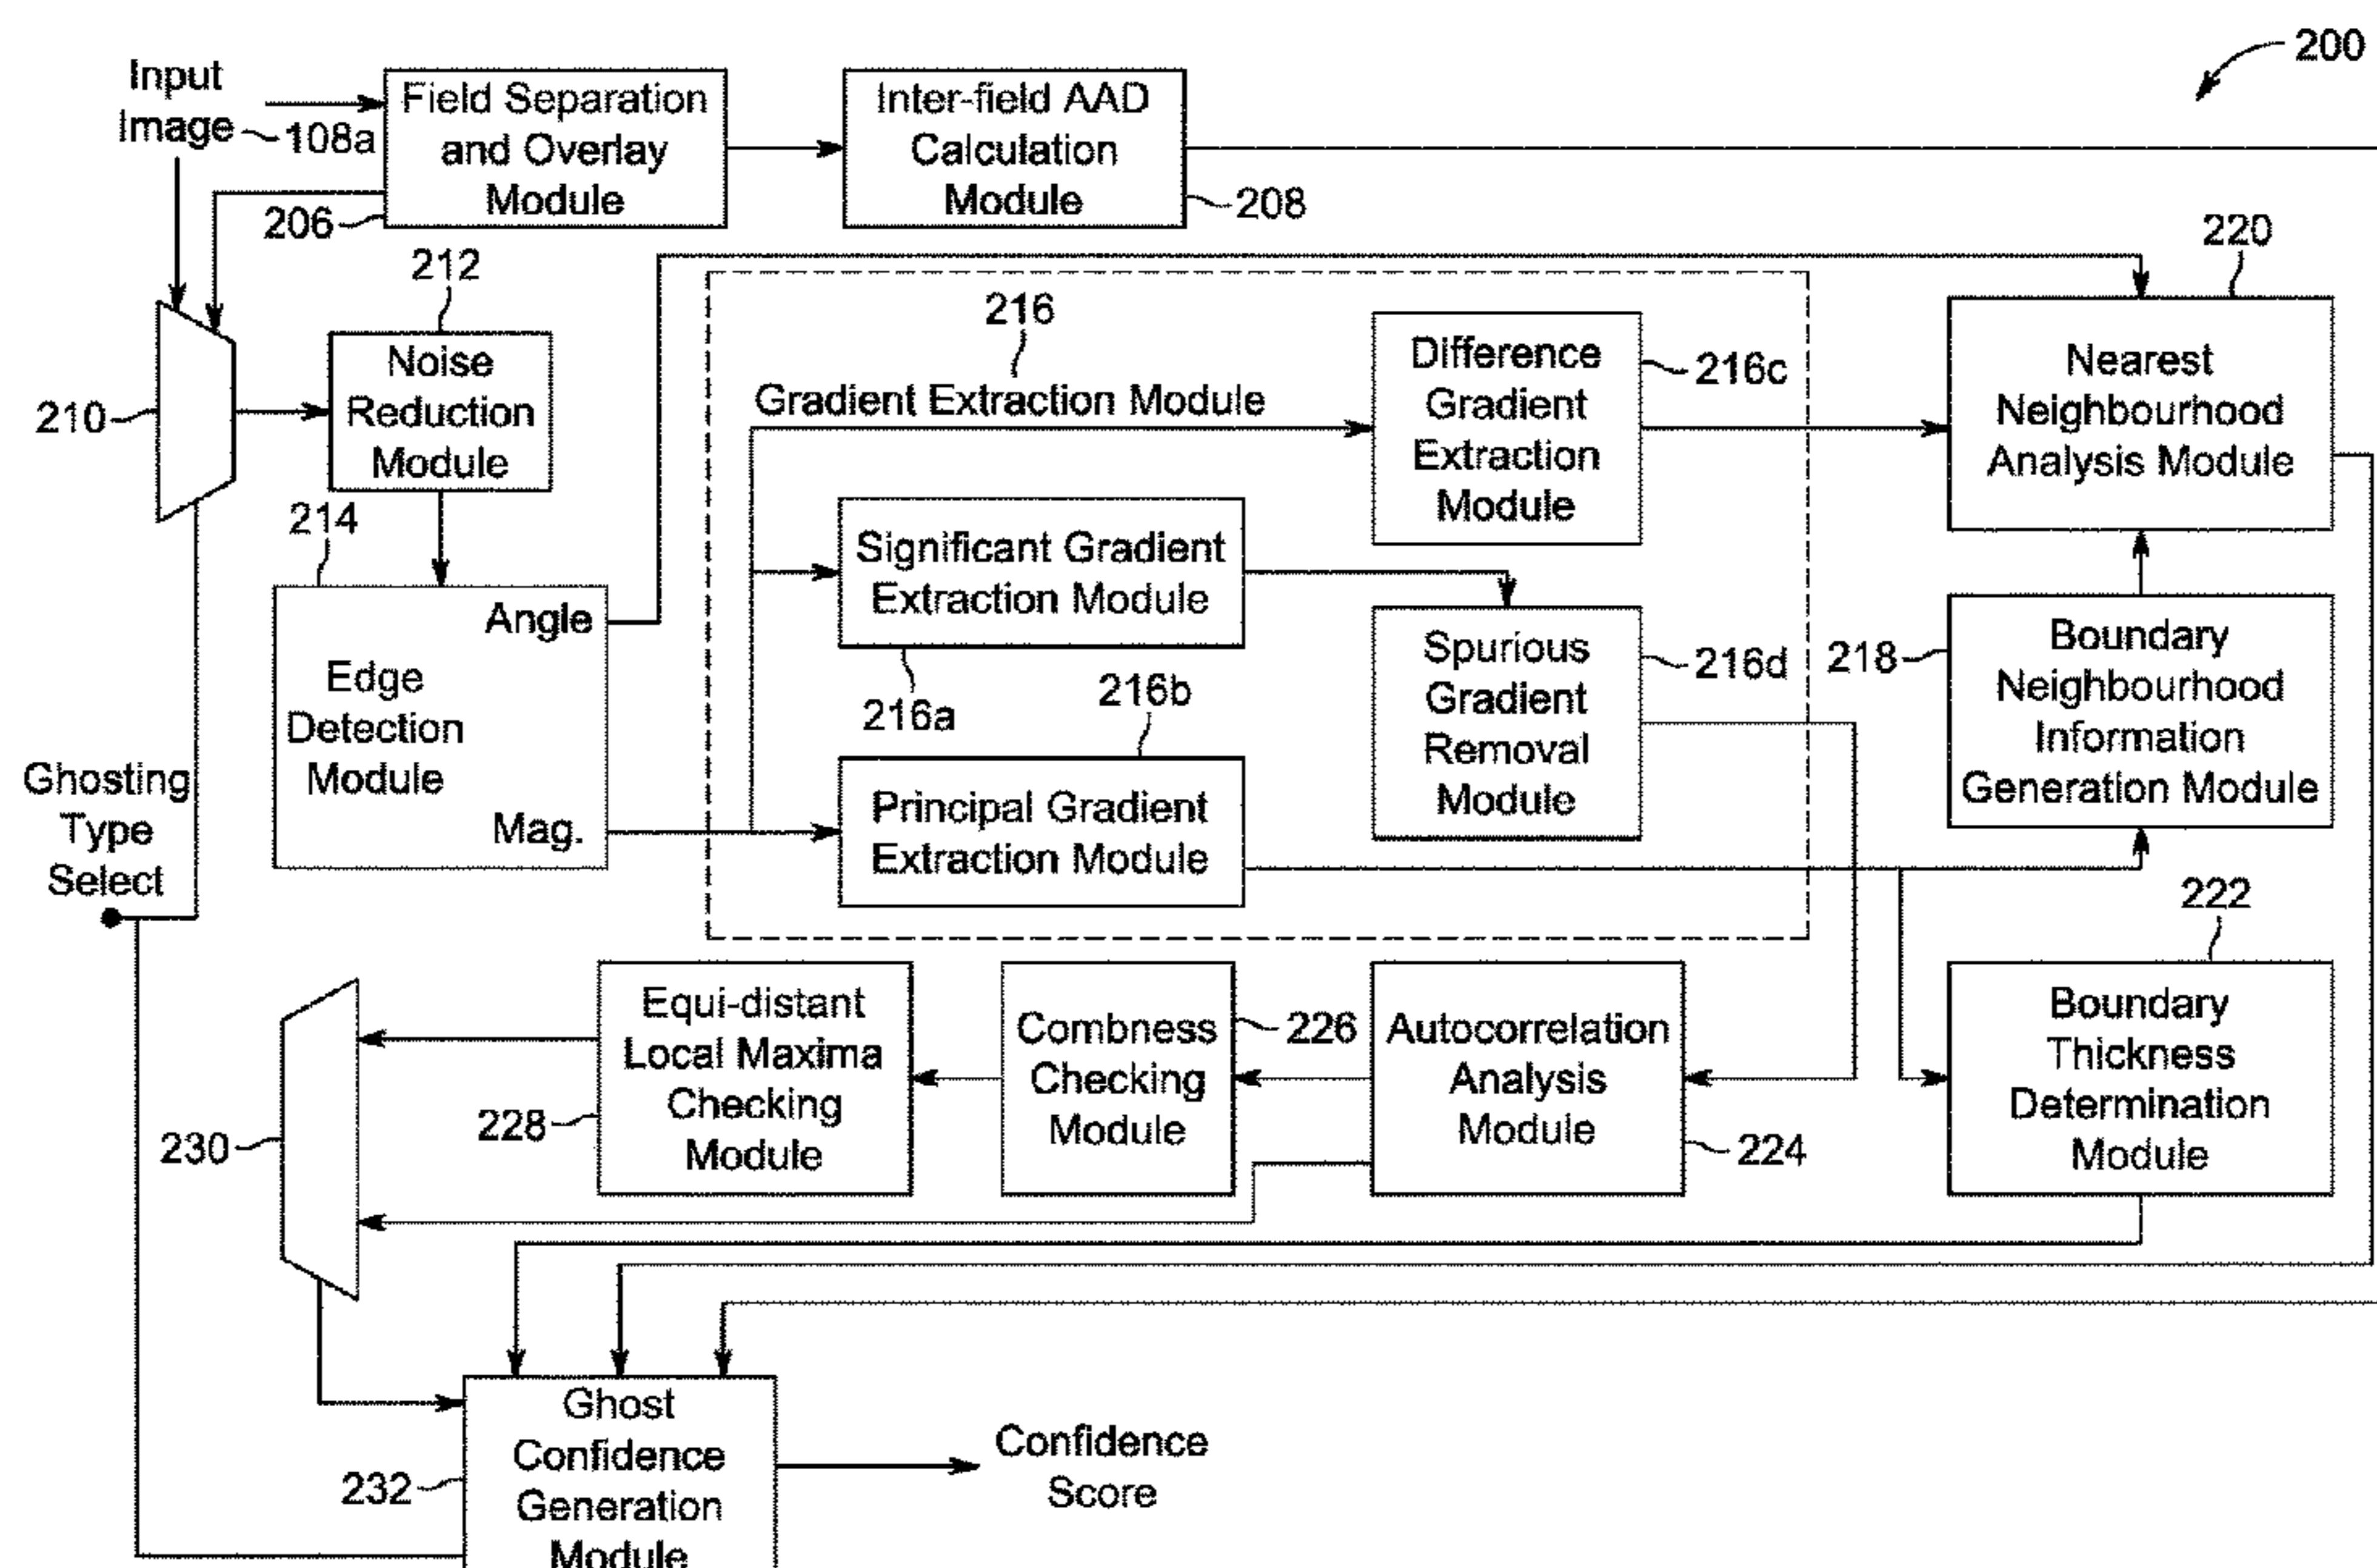 200
Input
Image
108a
Field Separation
and Overlay
Module
206
Inter-field AAD
Calculation
Module
208
210
212
Noise
Reduction
Module
214
Angle
Edge
Detection
Module
Mag.
216
Gradient Extraction Module
Difference
Gradient
Extraction
Module
216c
Significant Gradient
Extraction Module
216a
216b
Principal Gradient
Extraction Module
Spurious
Gradient
Removal
Module
216d
220
Nearest
Neighbourhood
Analysis Module
218
Boundary
Neighbourhood
Information
Generation Module
Ghosting
Type
Select
222
Boundary
Thickness
Determination
Module
Autocorrelation
Analysis
Module
224
Combness
Checking
Module
226
Equi-distant
Local Maxima
Checking
Module
228
230
Ghost
Confidence
Generation
Module
232
Confidence
Score